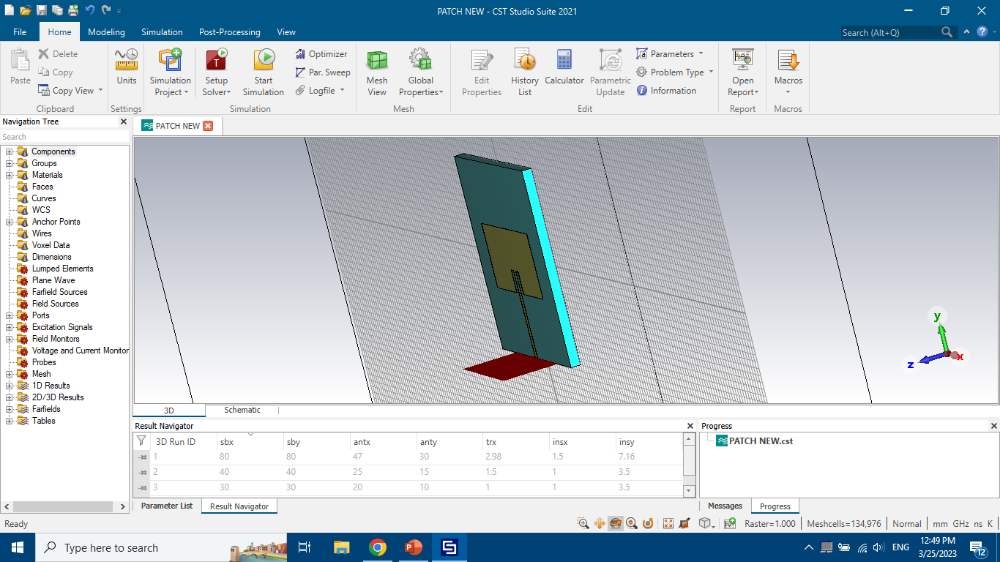 PATCH NEW - CST Studio Suite 2021
File Home Modeling Simulation Post-Processing View Search (Alt+Q)
Paste Delete Copy Copy View
Units
Simulation Project
Setup Solver
Start Simulation
Optimizer
Par. Sweep
Logfile
Mesh View
Global Properties
Edit Properties
History List
Calculator
Parametric Update
Parameters
Problem Type
Information
Open Report
Macros
Clipboard Settings Simulation Mesh Edit Report Macros
Navigation Tree
PATCH NEW
Search
Components
Groups
Materials
Faces
Curves
WCS
Anchor Points
Wires
Voxel Data
Dimensions
Lumped Elements
Plane Wave
Farfield Sources
Field Sources
Ports
Excitation Signals
Field Monitors
Voltage and Current Monitor
Probes
Mesh
1D Results
2D/3D Results
Farfields
Tables
y
z
x
3D Schematic
Result Navigator
3D Run ID sbx sby antx anty trx insx insy
1 80 80 47 30 2.98 1.5 7.16
2 40 40 25 15 1.5 1 3.5
3 30 30 20 10 1 1 3.5
Parameter List Result Navigator
Progress
PATCH NEW.cst
Messages Progress
Ready
Raster=1.000 Meshcells=134,976 Normal mm GHz ns K
Type here to search
ENG
12:49 PM
3/25/2023
12